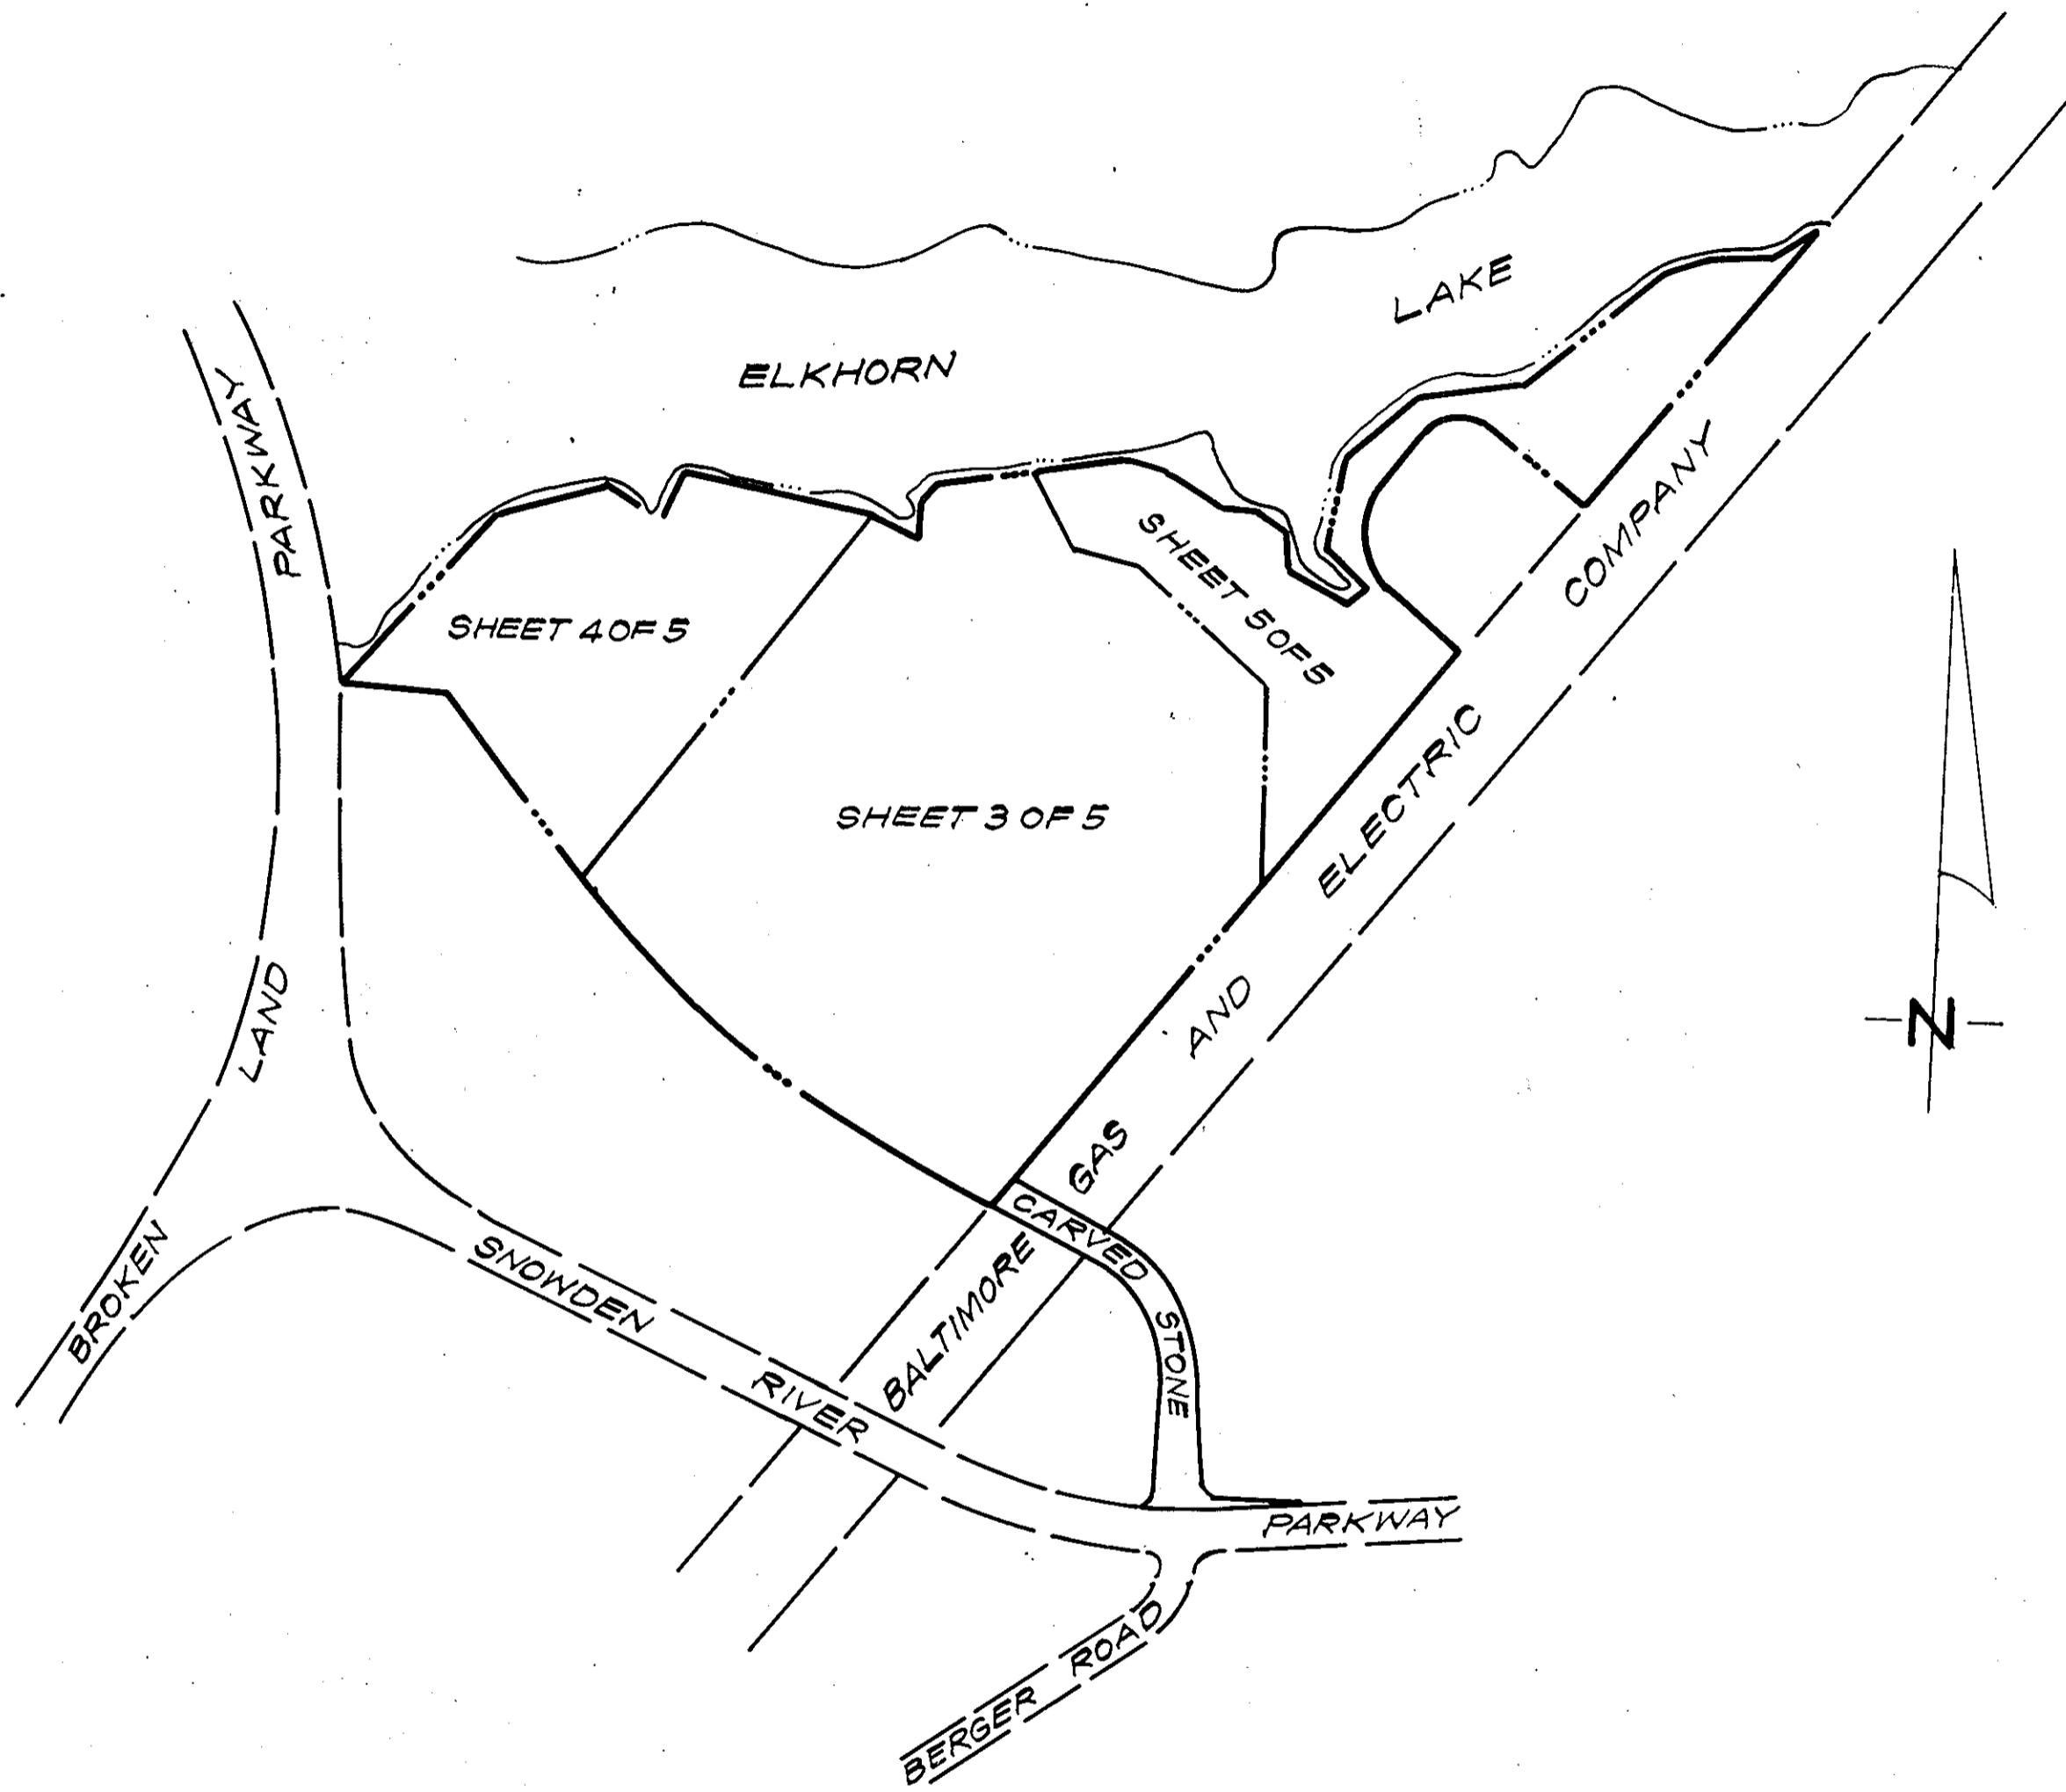 LAKE
ELKHORN
BROKEN LAND PARKWAY
SHEET 4 OF 5
SHEET 5 OF 5
SHEET 3 OF 5
BALTIMORE GAS AND ELECTRIC COMPANY
N
CARVED STONE
SNOWDEN RIVER PARKWAY
BERGER ROAD